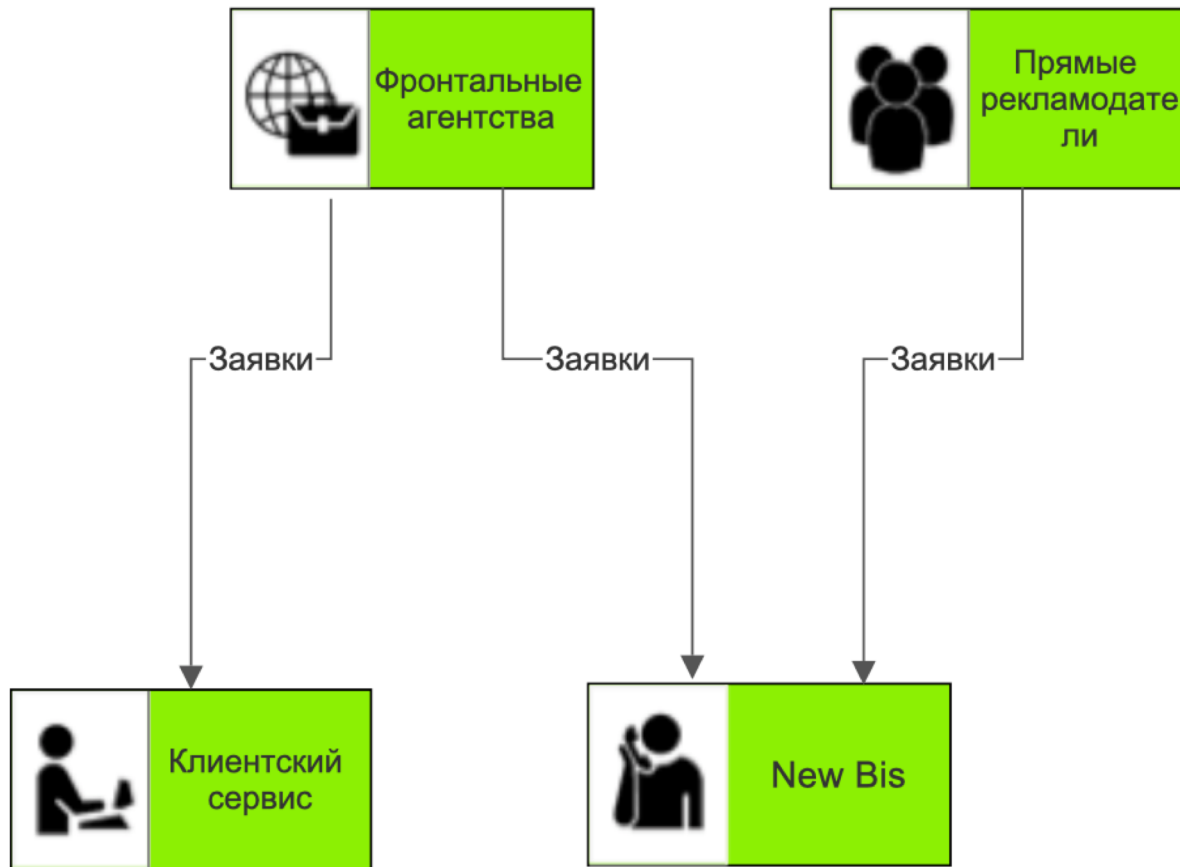 Фронтальные
агентства
Прямые
рекламодате
ли
Заявки
Заявки
Заявки
Клиентский
сервис
New Bis